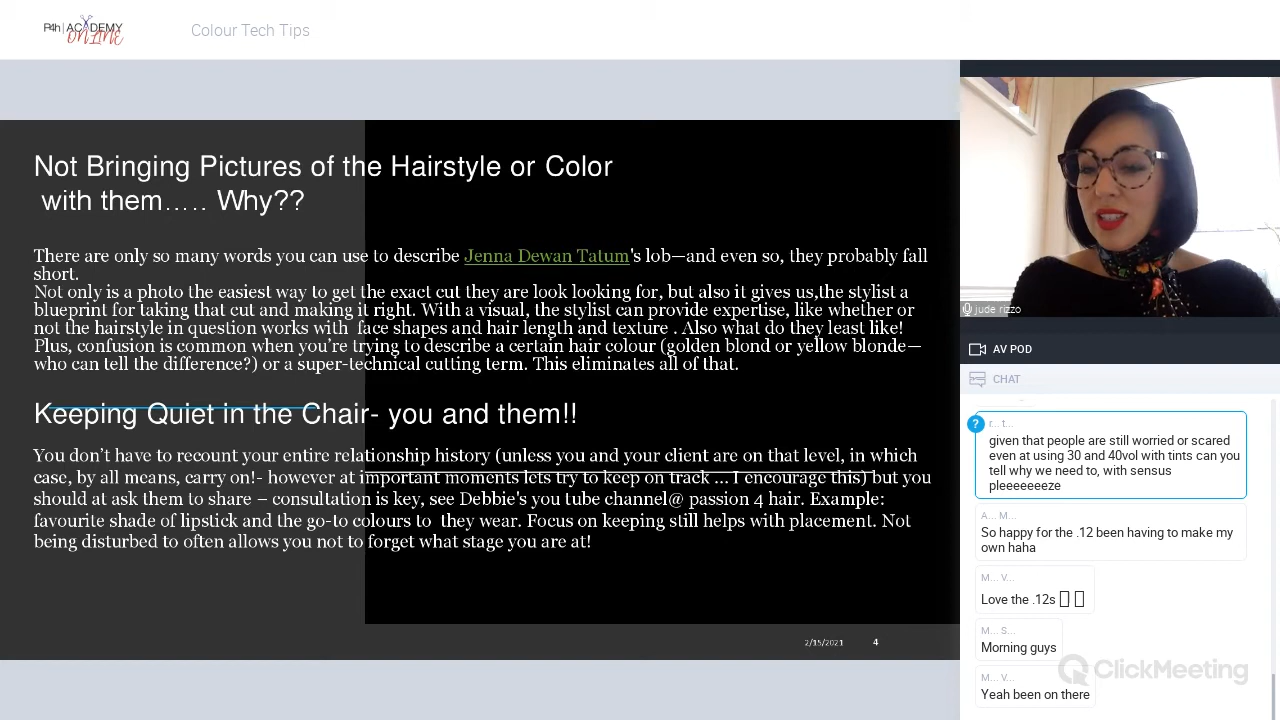 P4h ACADEMY
ONLINE
Colour Tech Tips
Not Bringing Pictures of the Hairstyle or Color
with them….. Why??
There are only so many words you can use to describe Jenna Dewan Tatum's lob—and even so, they probably fall
short.
Not only is a photo the easiest way to get the exact cut they are look looking for, but also it gives us,the stylist a
blueprint for taking that cut and making it right. With a visual, the stylist can provide expertise, like whether or
not the hairstyle in question works with face shapes and hair length and texture . Also what do they least like!
Plus, confusion is common when you're trying to describe a certain hair colour (golden blond or yellow blonde—
who can tell the difference?) or a super-technical cutting term. This eliminates all of that.
Keeping Quiet in the Chair- you and them!!
You don't have to recount your entire relationship history (unless you and your client are on that level, in which
case, by all means, carry on!- however at important moments lets try to keep on track … I encourage this) but you
should at ask them to share – consultation is key, see Debbie's you tube channel@ passion 4 hair. Example:
favourite shade of lipstick and the go-to colours to they wear. Focus on keeping still helps with placement. Not
being disturbed to often allows you not to forget what stage you are at!
2/15/2021 4
jude rizzo
AV POD
CHAT
? r... t...
given that people are still worried or scared
even at using 30 and 40vol with tints can you
tell why we need to, with sensus
pleeeeeeeze
A... M...
So happy for the .12 been having to make my
own haha
M... V...
Love the .12s
M... S...
Morning guys
M... V...
Yeah been on there
ClickMeeting